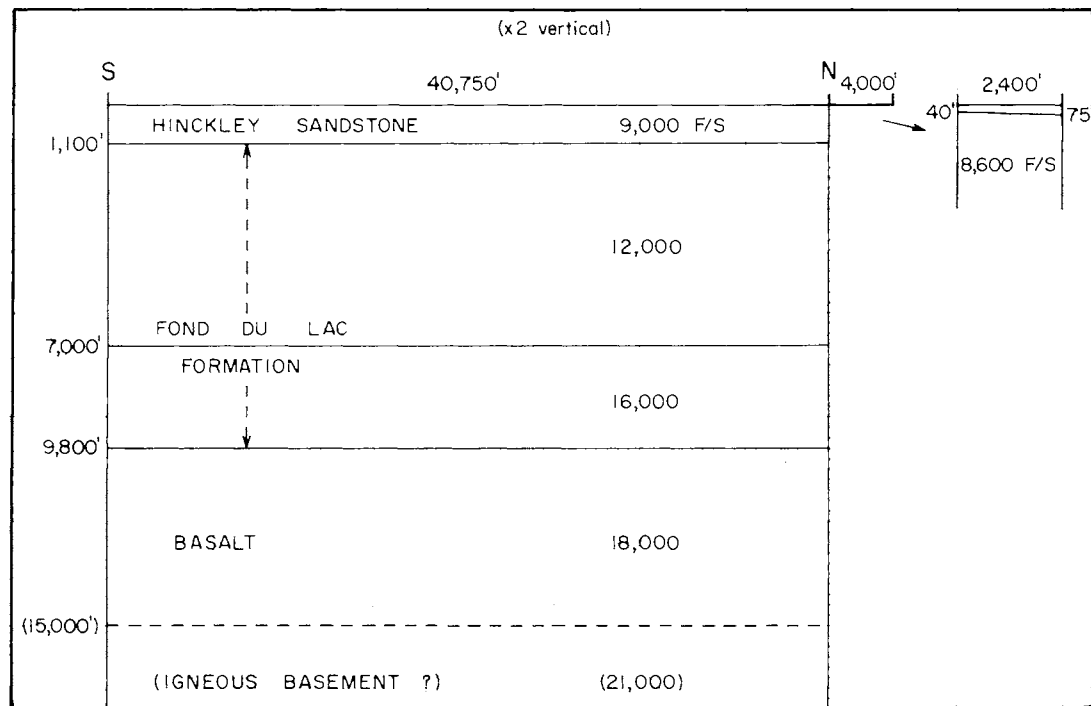 (x2 vertical)
S 40,750' N 4,000' 2,400'
HINCKLEY SANDSTONE 9,000 F/S 40' 75
1,100'
8,600 F/S
12,000
FOND DU LAC
7,000'
FORMATION
16,000
9,800'
BASALT 18,000
(15,000')
(IGNEOUS BASEMENT ?) (21,000)